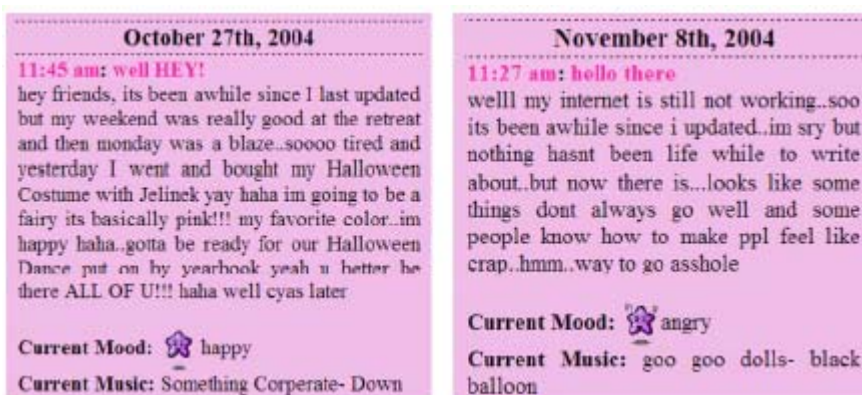 October 27th, 2004
11:45 am: well HEY!
hey friends, its been awhile since I last updated
but my weekend was really good at the retreat
and then monday was a blaze..soooo tired and
yesterday I went and bought my Halloween
Costume with Jelinek yay haha im going to be a
fairy its basically pink!!! my favorite color..im
happy haha..gotta be ready for our Halloween
Dance put on by yearbook yeah u better be
there ALL OF U!!! haha well cyas later
Current Mood: happy
Current Music: Something Corperate- Down
November 8th, 2004
11:27 am: hello there
welll my internet is still not working..soo
its been awhile since i updated..im sry but
nothing hasnt been life while to write
about..but now there is...looks like some
things dont always go well and some
people know how to make ppl feel like
crap..hmm..way to go asshole
Current Mood: angry
Current Music: goo goo dolls- black
balloon